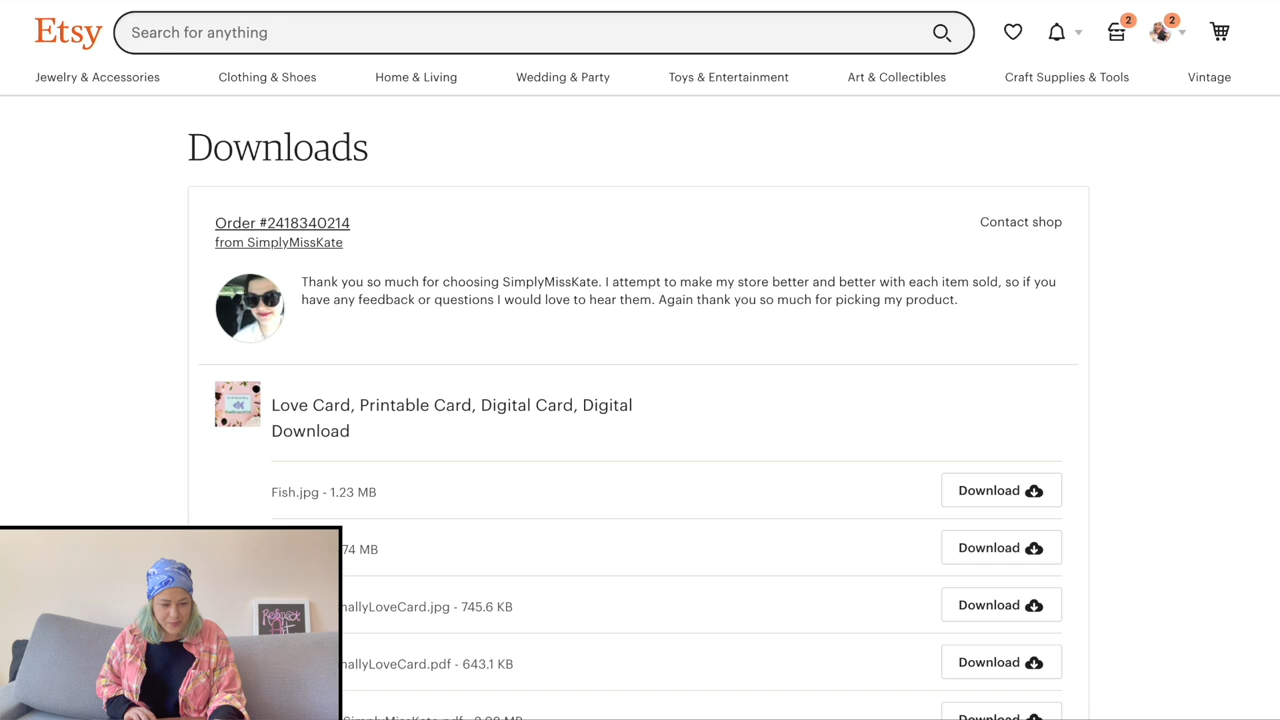 Etsy
Search for anything
2
2
Jewelry & Accessories
Clothing & Shoes
Home & Living
Wedding & Party
Toys & Entertainment
Art & Collectibles
Craft Supplies & Tools
Vintage
Downloads
Order #2418340214
Contact shop
from SimplyMissKate
Thank you so much for choosing SimplyMissKate. I attempt to make my store better and better with each item sold, so if you
have any feedback or questions I would love to hear them. Again thank you so much for picking my product.
Love Card, Printable Card, Digital Card, Digital
Download
Fish.jpg - 1.23 MB
Download
74 MB
Download
nallyLoveCard.jpg - 745.6 KB
Download
nallyLoveCard.pdf - 643.1 KB
Download
SimplyMissKate.pdf
Download